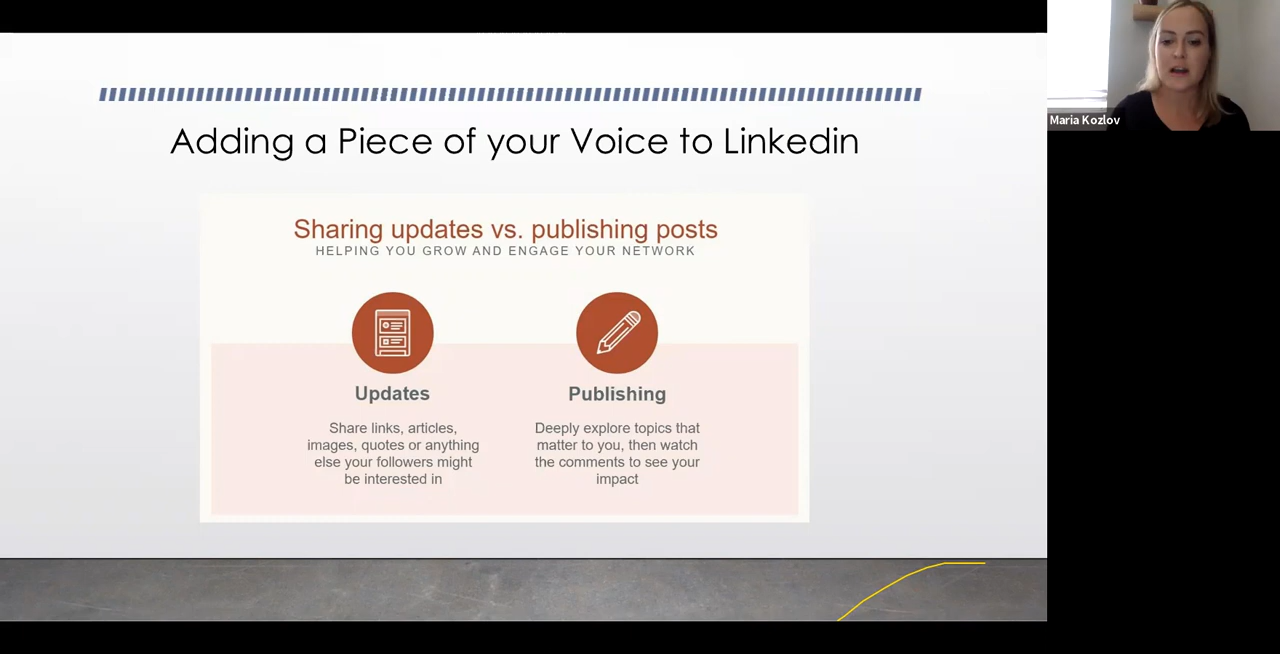 Adding a Piece of your Voice to Linkedin
Sharing updates vs. publishing posts
HELPING YOU GROW AND ENGAGE YOUR NETWORK
Updates
Share links, articles,
images, quotes or anything
else your followers might
be interested in
Publishing
Deeply explore topics that
matter to you, then watch
the comments to see your
impact
Maria Kozlov